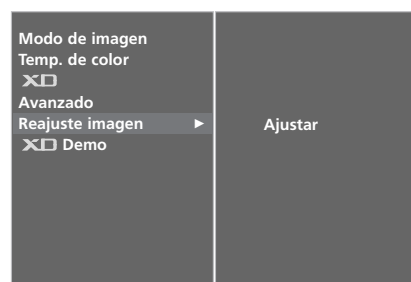 Modo de imagen
Temp. de color
XD
Avanzado
Reajuste imagen ►
XD Demo
Ajustar